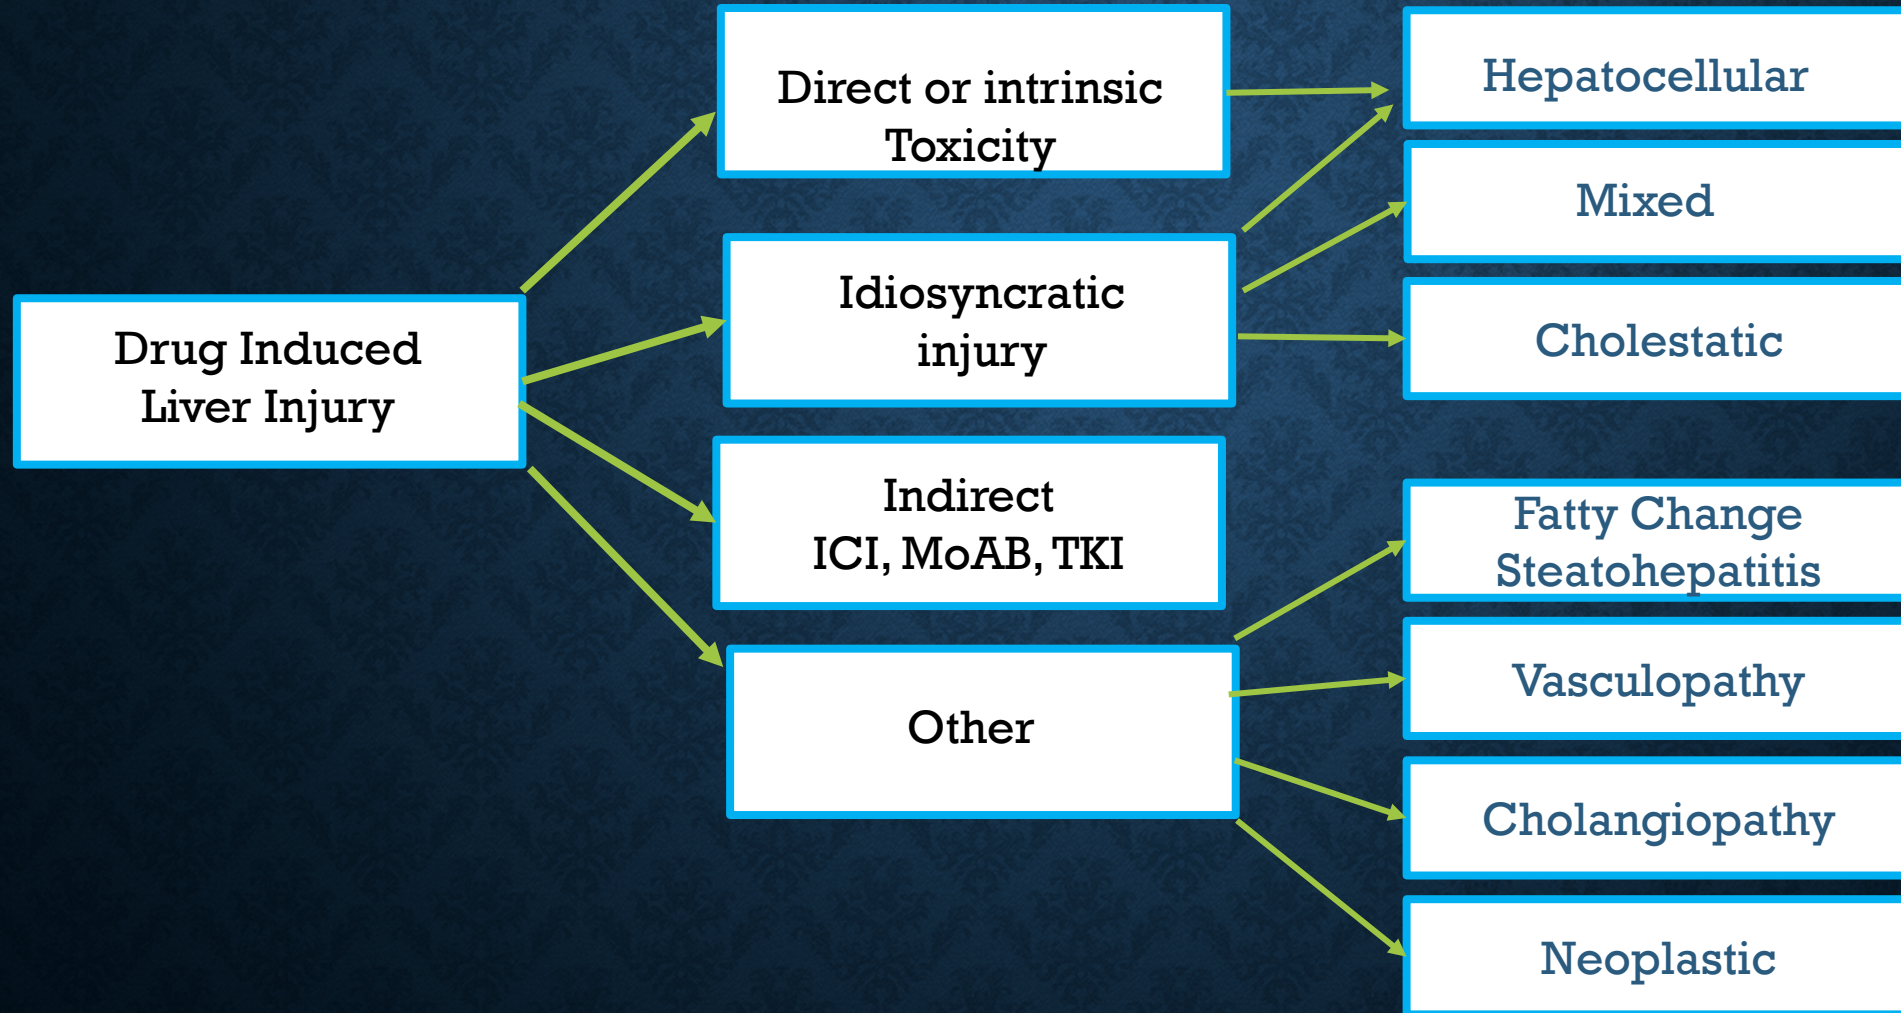 Drug Induced
Liver Injury
Direct or intrinsic
Toxicity
Idiosyncratic
injury
Indirect
ICI, MoAB, TKI
Other
Hepatocellular
Mixed
Cholestatic
Fatty Change
Steatohepatitis
Vasculopathy
Cholangiopathy
Neoplastic